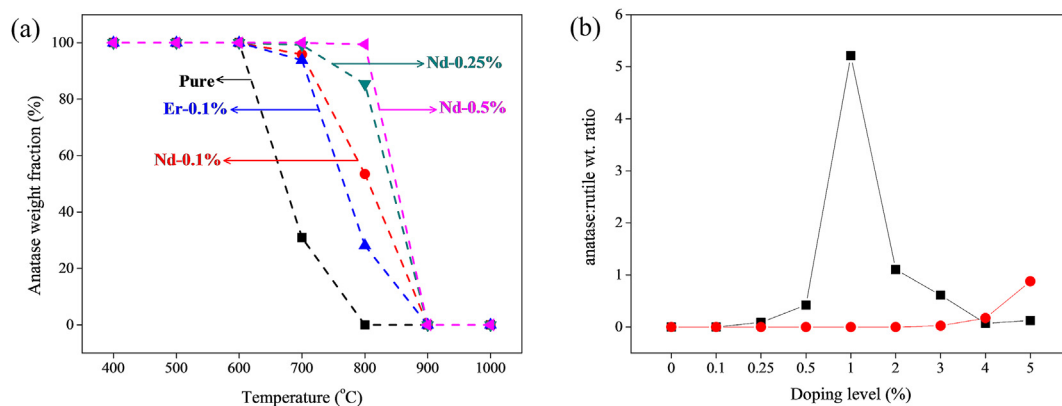 (a)
100
80
60
40
20
0
Anatase weight fraction (%)
Pure
Er-0.1%
Nd-0.1%
Nd-0.25%
Nd-0.5%
400 500 600 700 800 900 1000
Temperature (°C)
(b)
6
5
4
3
2
1
0
anatase:rutile wt. ratio
0 0.1 0.25 0.5 1 2 3 4 5
Doping level (%)